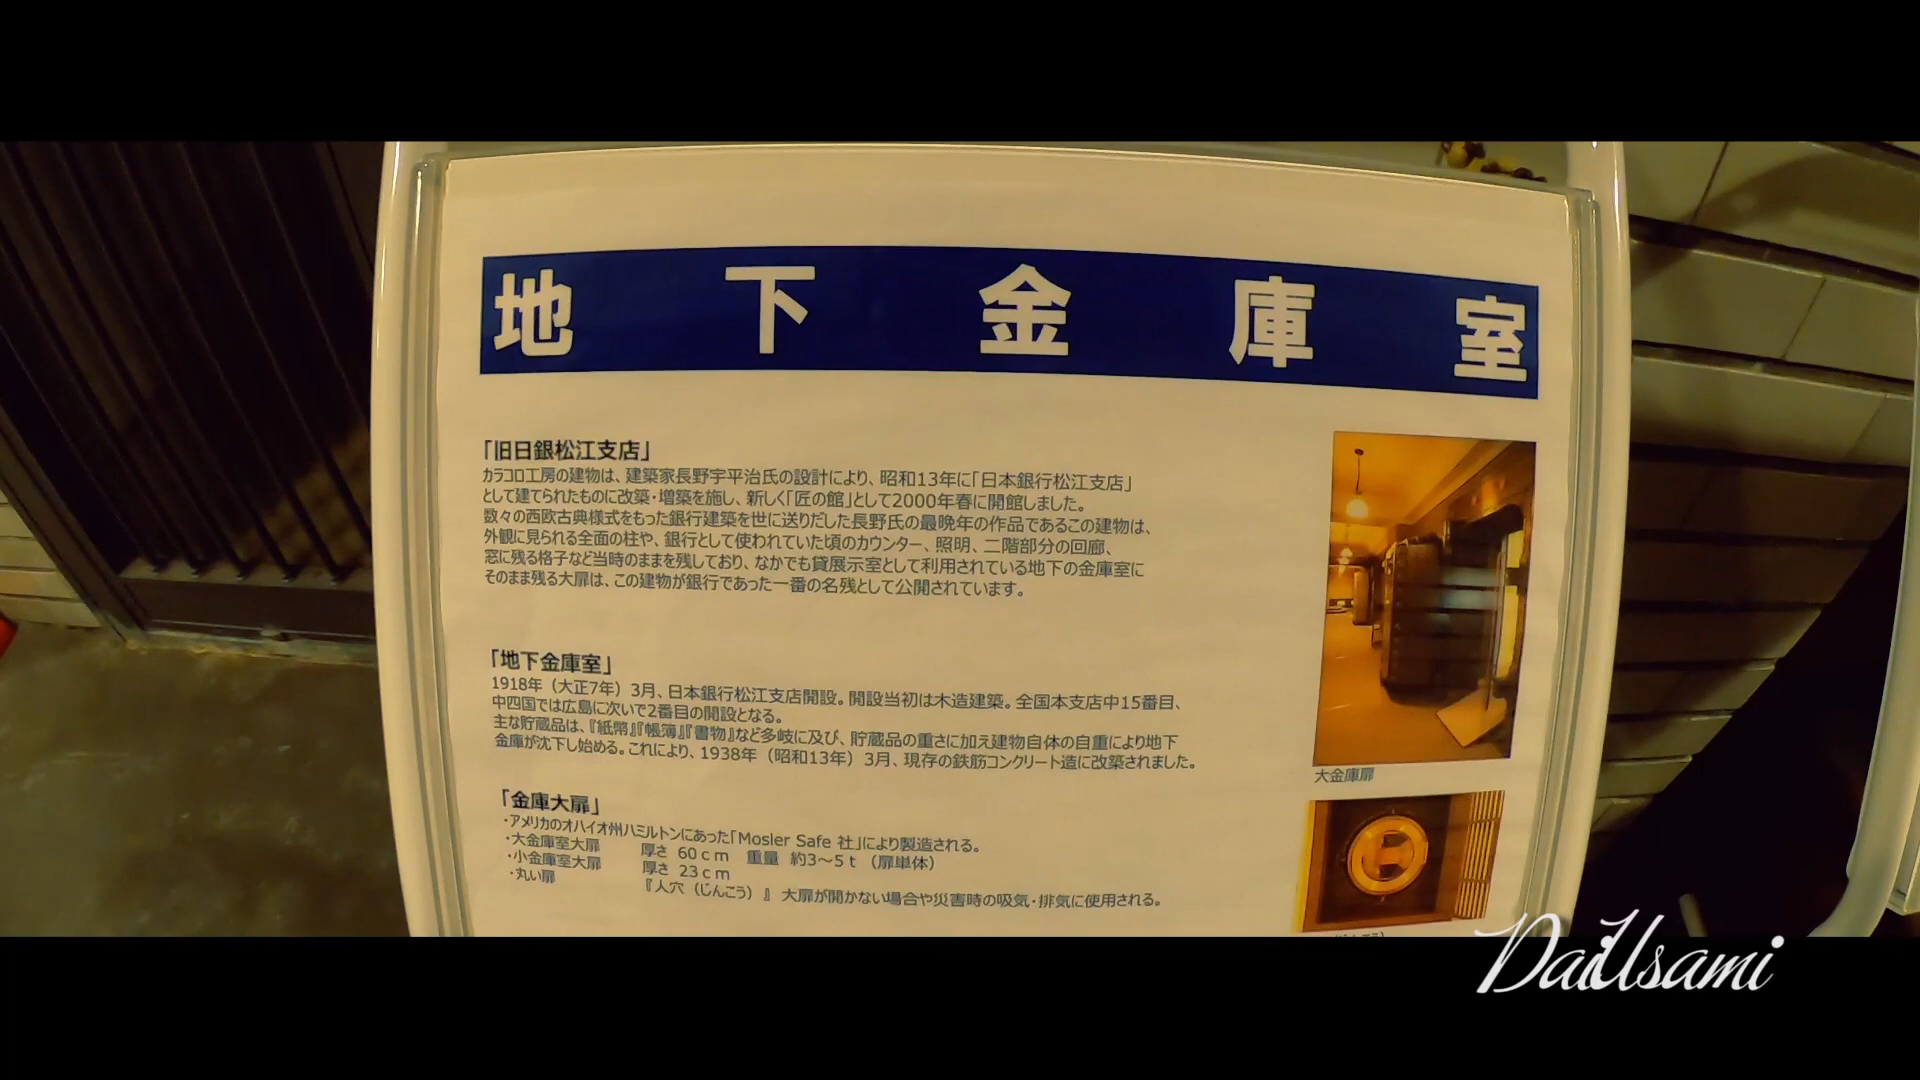 地下金庫室
「旧日銀松江支店」
カラコロ工房の建物は、建築家長野宇平治氏の設計により、昭和13年に「日本銀行松江支店」
として建てられたものに改築・増築を施し、新しく「匠の館」として2000年春に開館しました。
数々の西欧古典様式をもった銀行建築を世に送りだした長野氏の最晩年の作品であるこの建物は、
外観に見られる全面の柱や、銀行として使われていた頃のカウンター、照明、二階部分の回廊、
窓に残る格子など当時のままを残しており、なかでも貸展示室として利用されている地下の金庫室に
そのまま残る大扉は、この建物が銀行であった一番の名残として公開されています。
「地下金庫室」
1918年（大正7年）3月、日本銀行松江支店開設。開設当初は木造建築。全国本支店中15番目、
中四国では広島に次いで2番目の開設となる。
主な貯蔵品は、『紙幣』『帳簿』『書物』など多岐に及び、貯蔵品の重さに加え建物自体の自重により地下
金庫が沈下し始める。これにより、1938年（昭和13年）3月、現存の鉄筋コンクリート造に改築されました。
大金庫扉
「金庫大扉」
・アメリカのオハイオ州ハミルトンにあった「Mosler Safe 社」により製造される。
・大金庫室大扉 厚さ 60cm 重量 約3～5t （扉単体）
・小金庫室大扉 厚さ 23cm
・丸い扉 『人穴（じんこう）』 大扉が開かない場合や災害時の吸気・排気に使用される。
DaiUsami